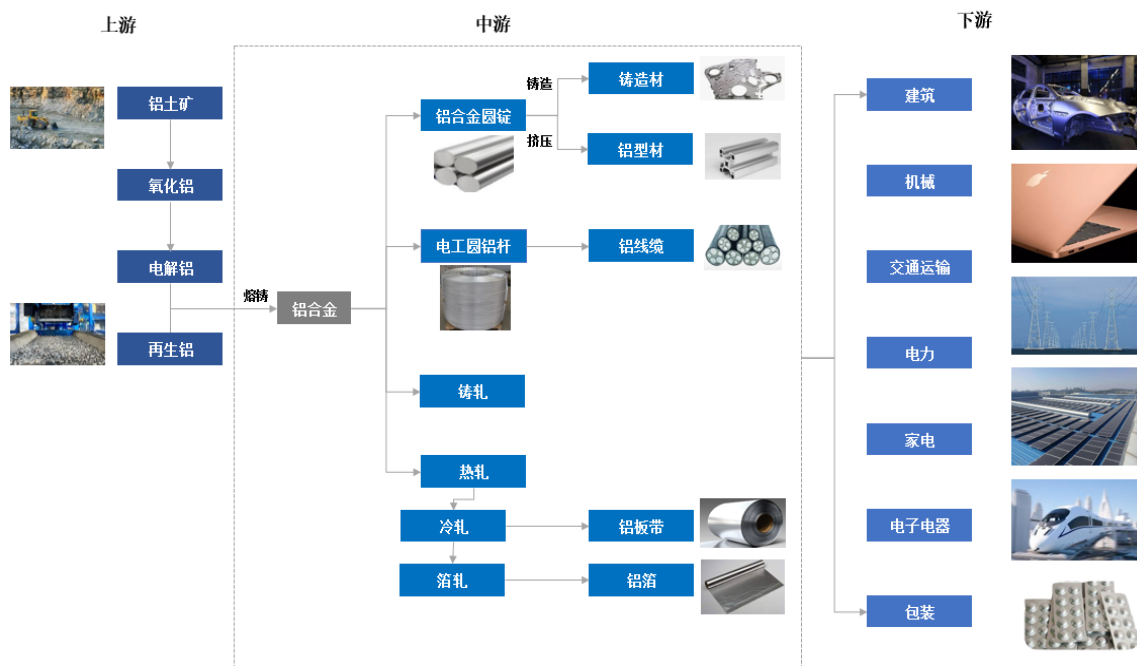 上游
中游
下游
铝土矿
氧化铝
电解铝
再生铝
熔铸
铝合金
铝合金圆锭
铸造
挤压
铸造材
铝型材
电工圆铝杆
铝线缆
铸轧
热轧
冷轧
铝板带
箔轧
铝箔
建筑
机械
交通运输
电力
家电
电子电器
包装